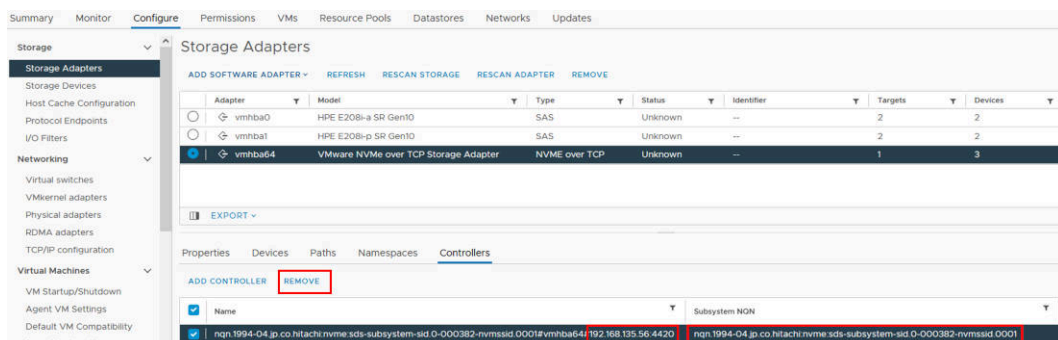 Summary Monitor Configure Permissions VMs Resource Pools Datastores Networks Updates
Storage
Storage Adapters
Storage Devices
Host Cache Configuration
Protocol Endpoints
I/O Filters
Networking
Virtual switches
VMkernel adapters
Physical adapters
RDMA adapters
TCP/IP configuration
Virtual Machines
VM Startup/Shutdown
Agent VM Settings
Default VM Compatibility
Storage Adapters
ADD SOFTWARE ADAPTER REFRESH RESCAN STORAGE RESCAN ADAPTER REMOVE
Adapter Model Type Status Identifier Targets Devices
vmhba0 HPE E208i-a SR Gen10 SAS Unknown -- 2 2
vmhba1 HPE E208i-p SR Gen10 SAS Unknown -- 2 2
vmhba64 VMware NVMe over TCP Storage Adapter NVME over TCP Unknown -- 1 3
EXPORT
Properties Devices Paths Namespaces Controllers
ADD CONTROLLER REMOVE
Name Subsystem NQN
nqn.1994-04.jp.co.hitachi:nvme:sds-subsystem-sid.0-000382-nvmssid.0001#vmhba64#192.168.135.56:4420 nqn.1994-04.jp.co.hitachi:nvme:sds-subsystem-sid.0-000382-nvmssid.0001